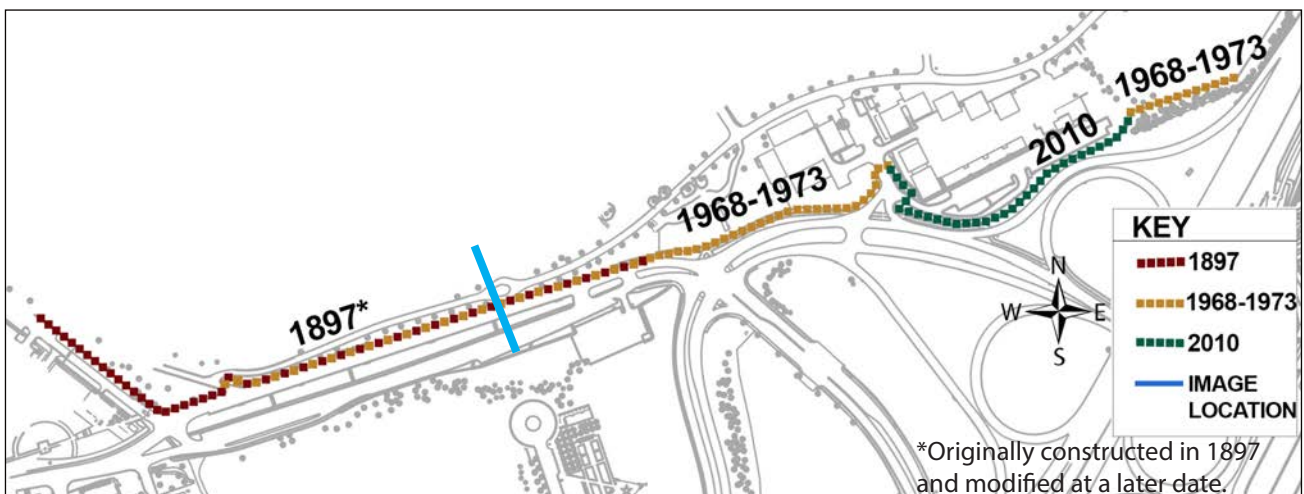 1968-1973
2010
1968-1973
1897*
KEY
1897
1968-1973
2010
IMAGE
LOCATION
N
W
E
S
*Originally constructed in 1897
and modified at a later date.